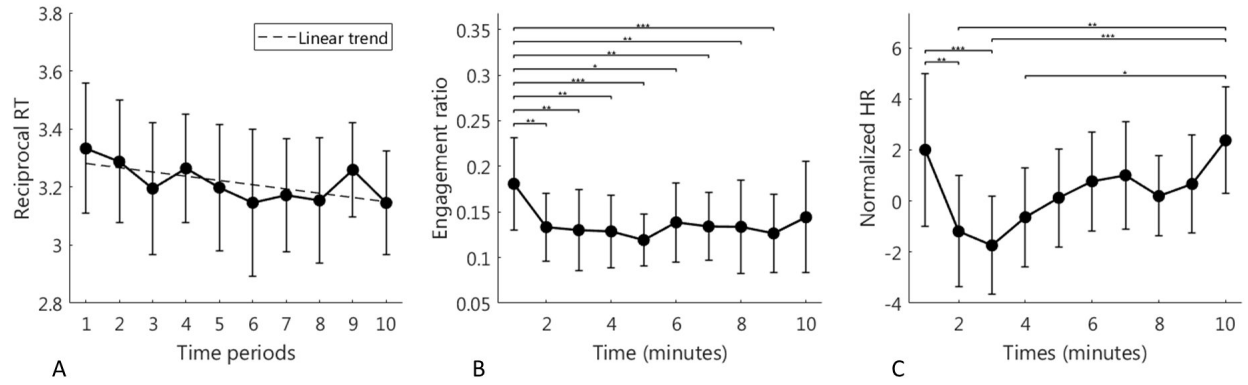 3.8
3.6
3.4
3.2
3
2.8
Reciprocal RT
Linear trend
1 2 3 4 5 6 7 8 9 10
Time periods
A
0.35
0.3
0.25
0.2
0.15
0.1
0.05
Engagement ratio
***
**
**
*
***
**
**
**
2 4 6 8 10
Time (minutes)
B
6
4
2
0
-2
-4
Normalized HR
**
***
***
**
*
2 4 6 8 10
Times (minutes)
C